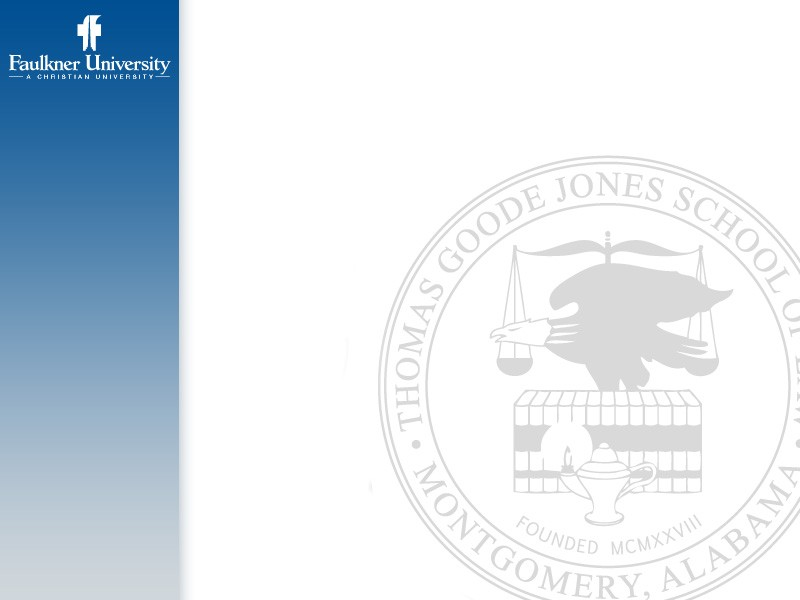 Faulkner University
A CHRISTIAN UNIVERSITY
THOMAS GOODE JONES SCHOOL OF LAW
FOUNDED MCMXXVIII
• MONTGOMERY, ALABAMA •